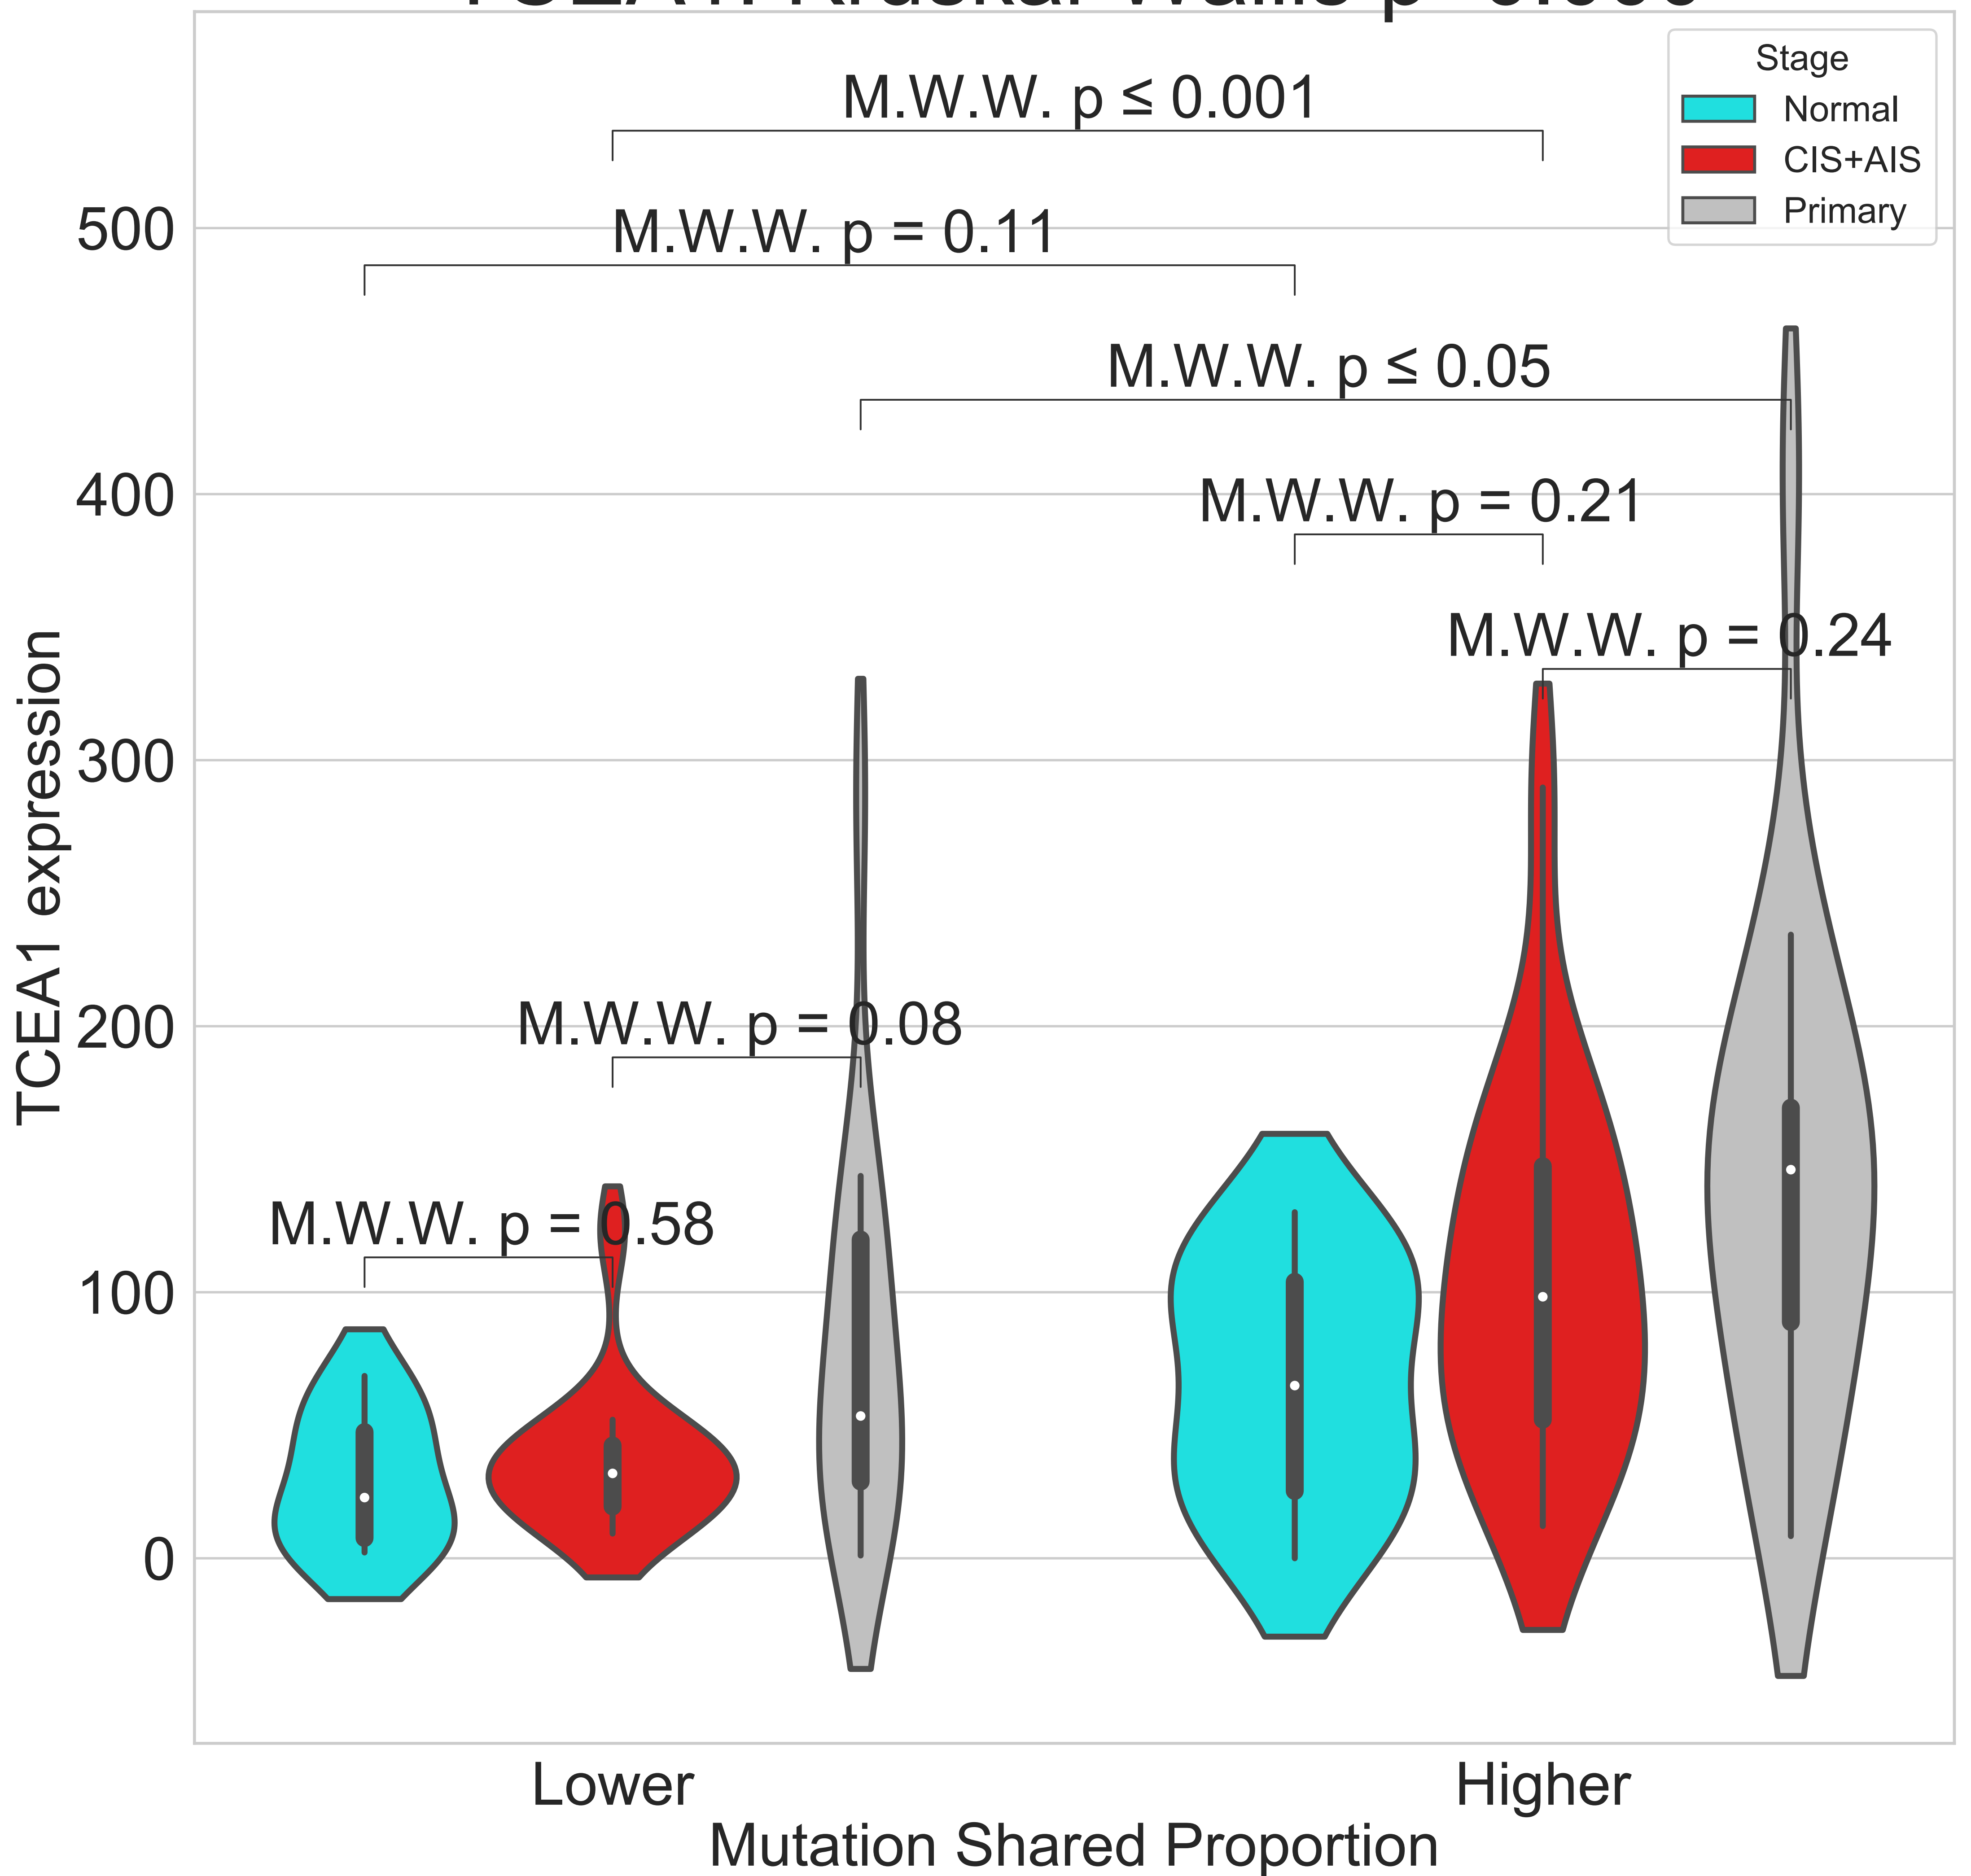 Stage
Normal
CIS+AIS
Primary
M.W.W. p ≤ 0.001
M.W.W. p = 0.11
M.W.W. p ≤ 0.05
M.W.W. p = 0.21
M.W.W. p = 0.24
M.W.W. p = 0.08
M.W.W. p = 0.58
TCEA1 expression
500
400
300
200
100
0
Lower
Higher
Mutation Shared Proportion